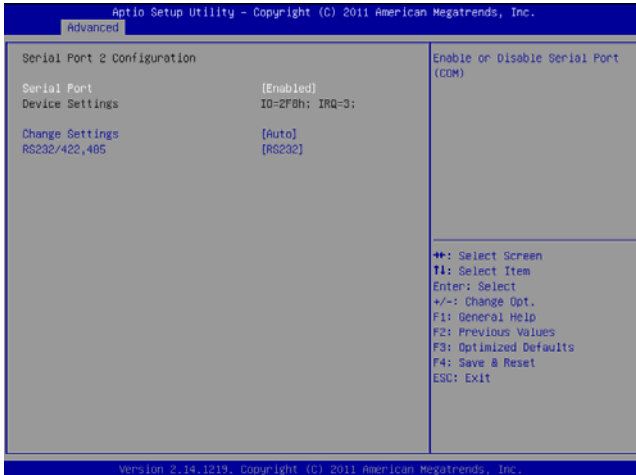 Aptio Setup Utility – Copyright (C) 2011 American Megatrends, Inc.
Advanced
Serial Port 2 Configuration
Serial Port [Enabled]
Device Settings IO=2F8h; IRQ=3;
Change Settings [Auto]
RS232/422,485 [RS232]
Enable or Disable Serial Port
(COM)
→←: Select Screen
↑↓: Select Item
Enter: Select
+/-: Change Opt.
F1: General Help
F2: Previous Values
F3: Optimized Defaults
F4: Save & Reset
ESC: Exit
Version 2.14.1219. Copyright (C) 2011 American Megatrends, Inc.